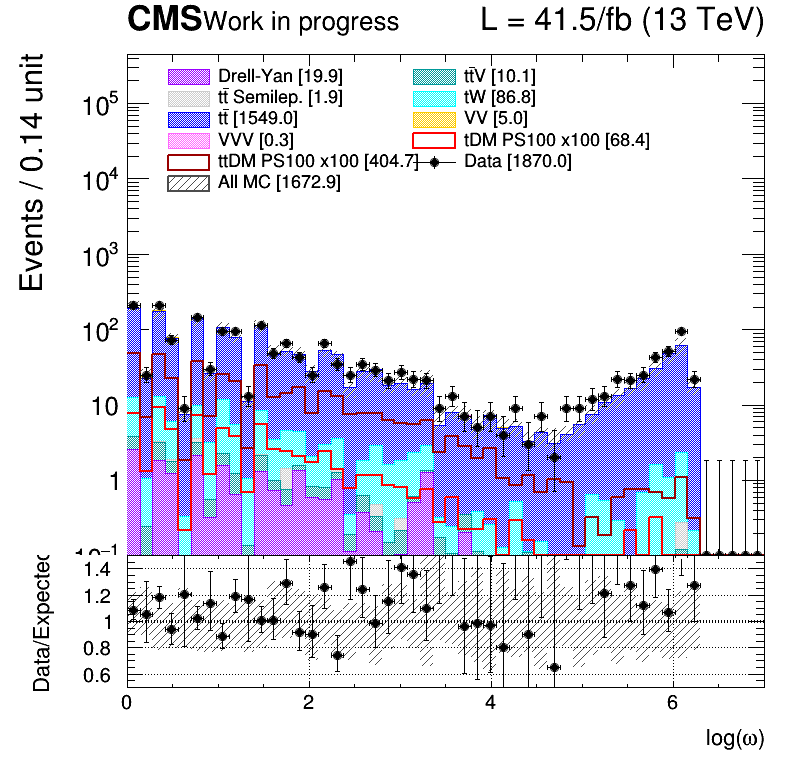 CMS Work in progress L = 41.5/fb (13 TeV)
Events / 0.14 unit
Drell-Yan [19.9] tt̄V [10.1]
tt̄ Semilep. [1.9] tW [86.8]
tt̄ [1549.0] VV [5.0]
VVV [0.3] tDM PS100 x100 [68.4]
ttDM PS100 x100 [404.7] Data [1870.0]
All MC [1672.9]
10⁵
10⁴
10³
10²
10
1
10⁻¹
Data/Expected
1.4
1.2
1
0.8
0.6
0 2 4 6
log(ω)